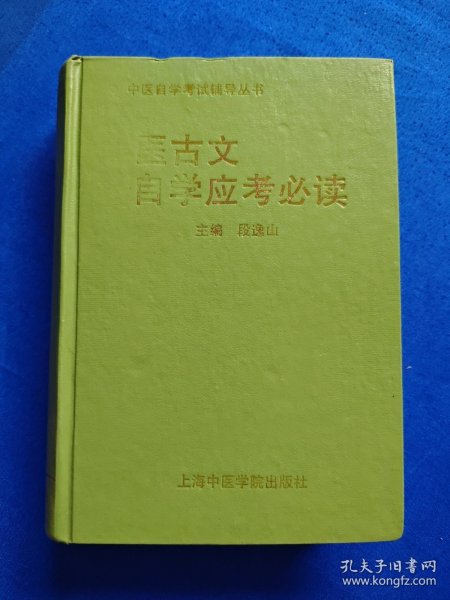 中医自学考试辅导丛书
医古文
自学应考必读
主编 段逸山
上海中医学院出版社
孔夫子旧书网
www.kongfz.com